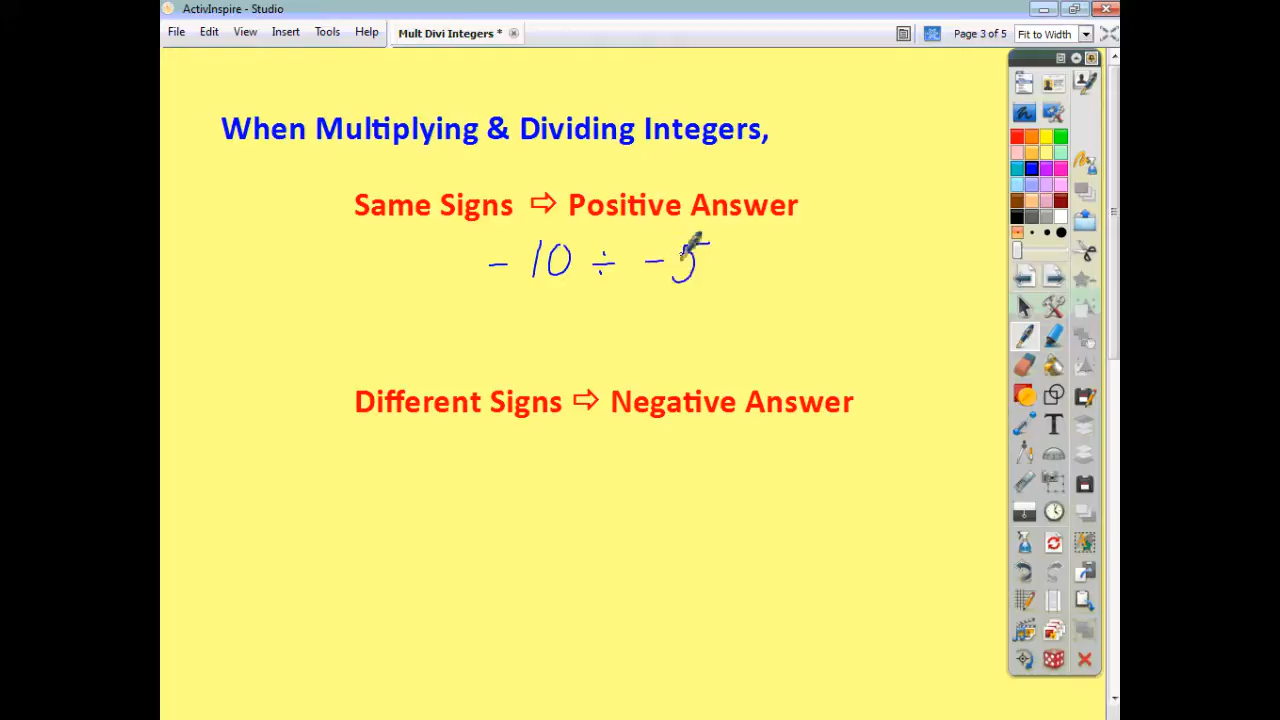 ActivInspire - Studio
File Edit View Insert Tools Help Mult Divi Integers * Page 3 of 5 Fit to Width
When Multiplying & Dividing Integers,
Same Signs ⇨ Positive Answer
- 10 ÷ -5
Different Signs ⇨ Negative Answer